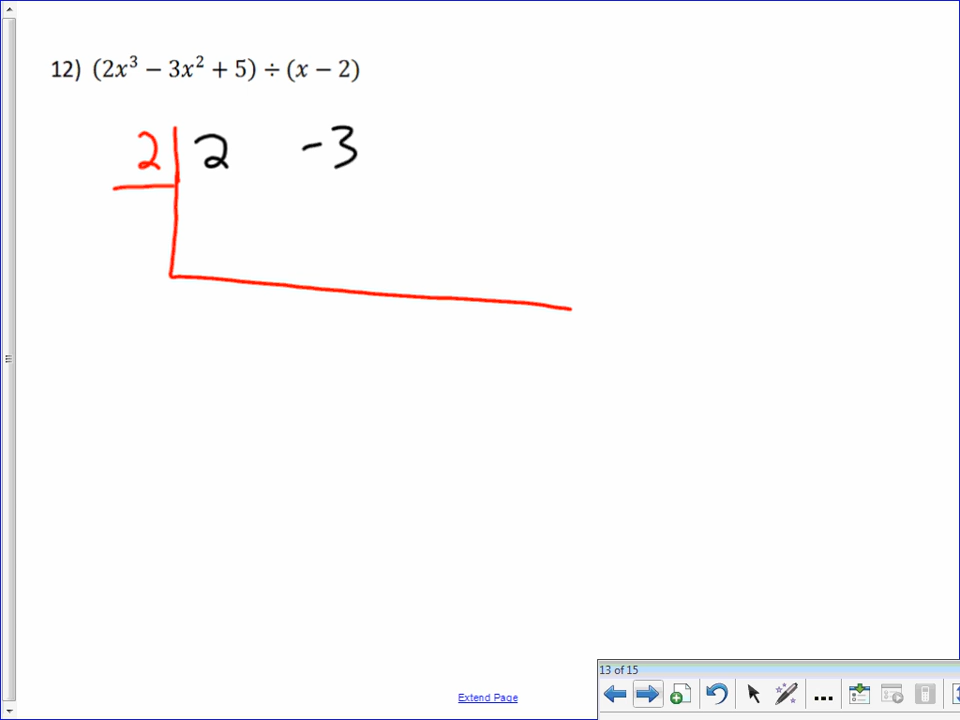 12) (2x³ − 3x² + 5) ÷ (x − 2)
2 2 -3
13 of 15
Extend Page